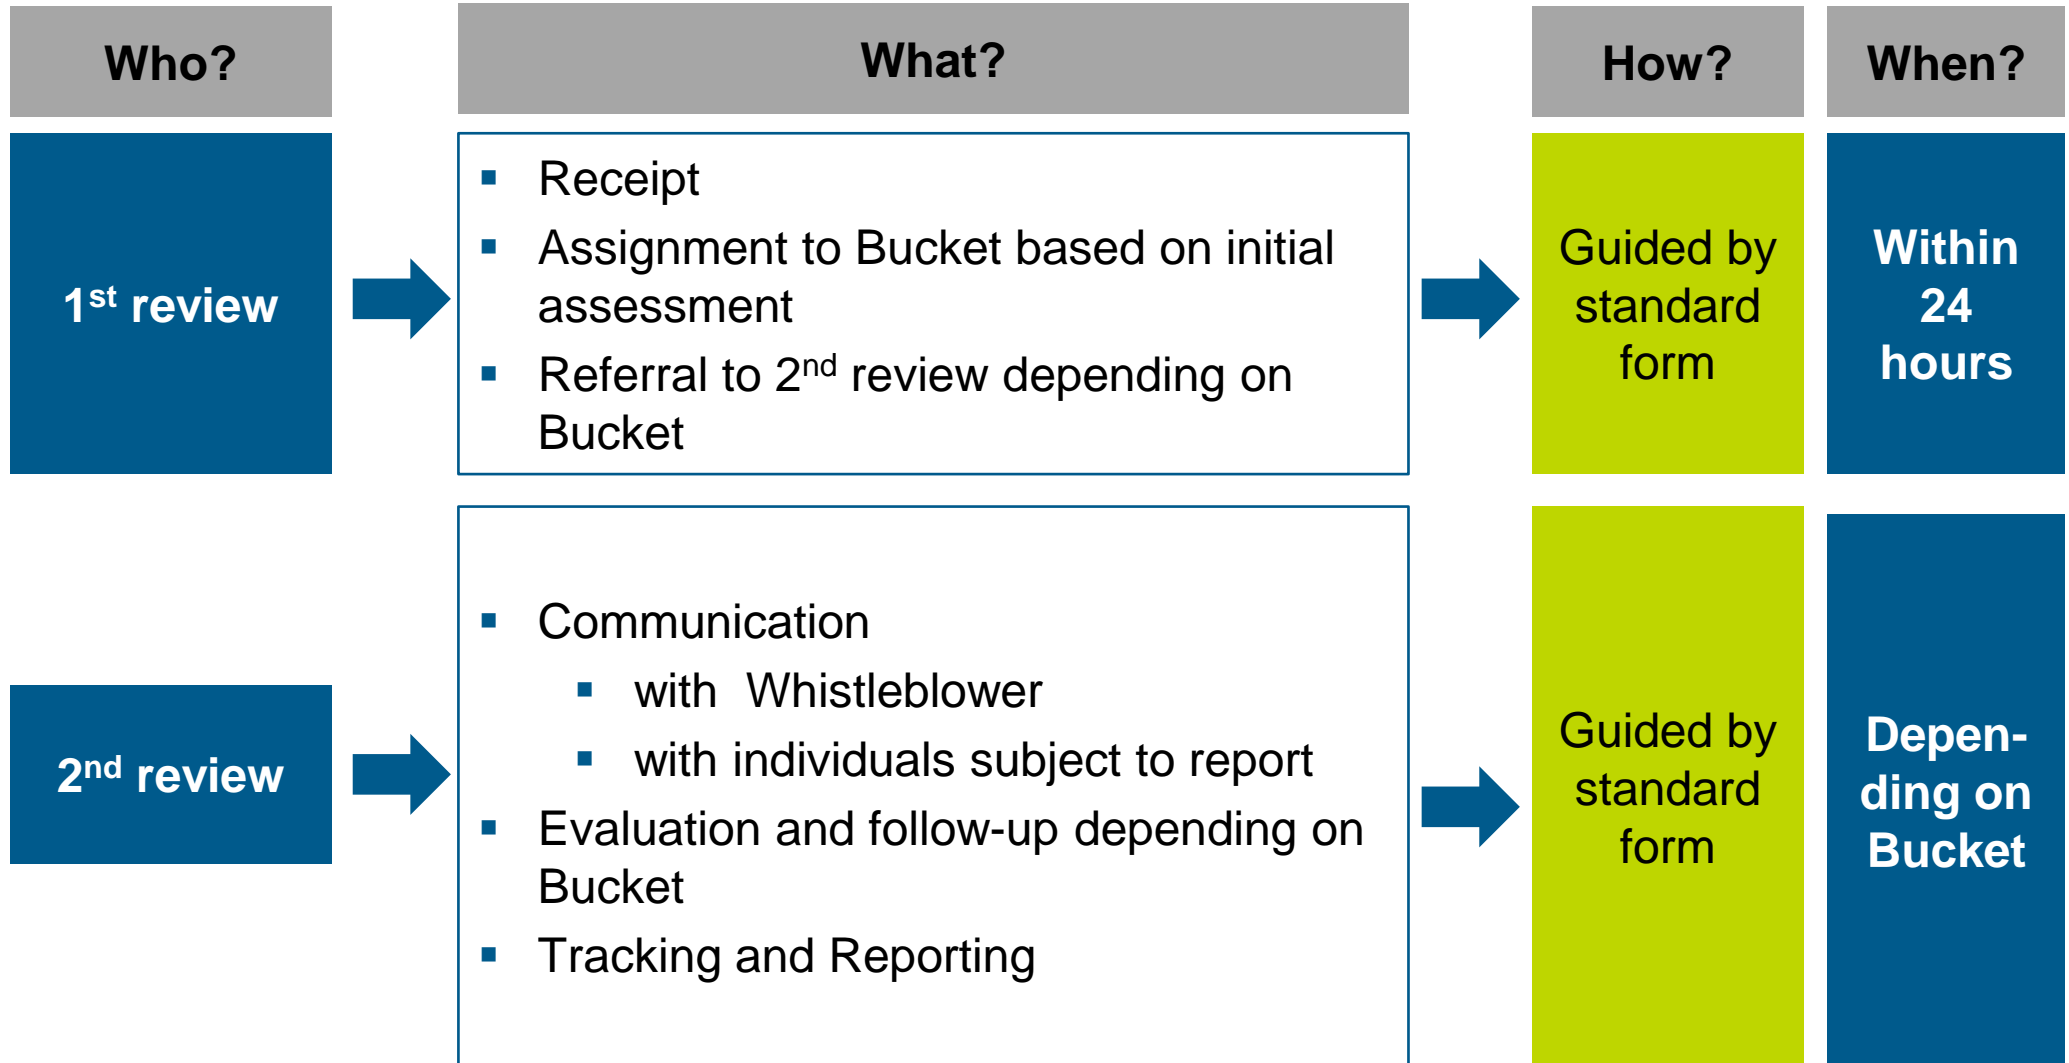 Who?
What?
How?
When?
1st review
▪ Receipt
▪ Assignment to Bucket based on initial
assessment
▪ Referral to 2nd review depending on
Bucket
Guided by
standard
form
Within
24
hours
2nd review
▪ Communication
▪ with  Whistleblower
▪ with individuals subject to report
▪ Evaluation and follow-up depending on
Bucket
▪ Tracking and Reporting
Guided by
standard
form
Depen-
ding on
Bucket